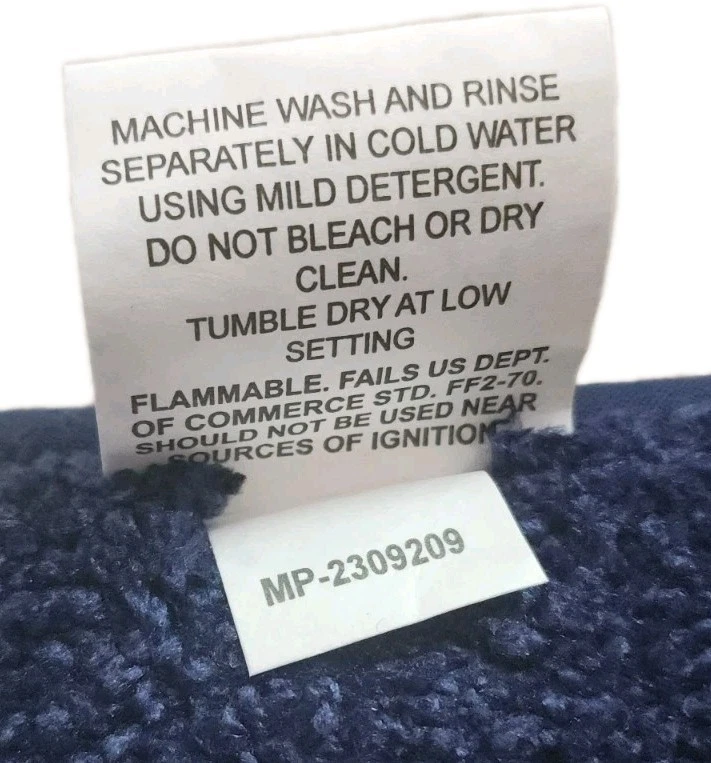 MACHINE WASH AND RINSE
SEPARATELY IN COLD WATER
USING MILD DETERGENT.
DO NOT BLEACH OR DRY
CLEAN.
TUMBLE DRY AT LOW
SETTING
FLAMMABLE. FAILS US DEPT.
OF COMMERCE STD. FF2-70.
SHOULD NOT BE USED NEAR
SOURCES OF IGNITION
MP-2309209